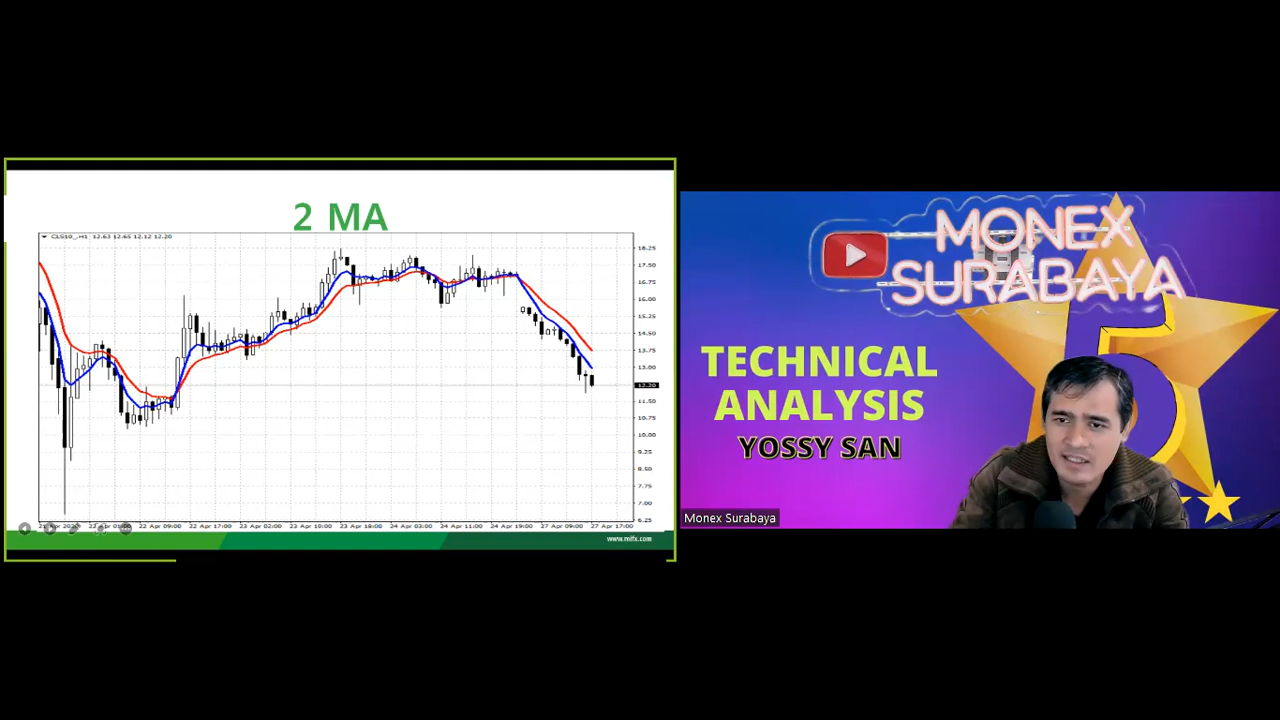 2 MA
CLS10_,H1 12.63 12.65 12.12 12.20
18.25
17.50
16.75
16.00
15.25
14.50
13.75
13.00
12.20
11.50
10.75
10.00
9.25
8.50
7.75
7.00
6.25
22 Apr 09:00 22 Apr 17:00 23 Apr 02:00 23 Apr 10:00 23 Apr 18:00 24 Apr 03:00 24 Apr 11:00 24 Apr 19:00 27 Apr 09:00 27 Apr 17:00
www.mifx.com
MONEX
SURABAYA
TECHNICAL
ANALYSIS
YOSSY SAN
5
Monex Surabaya